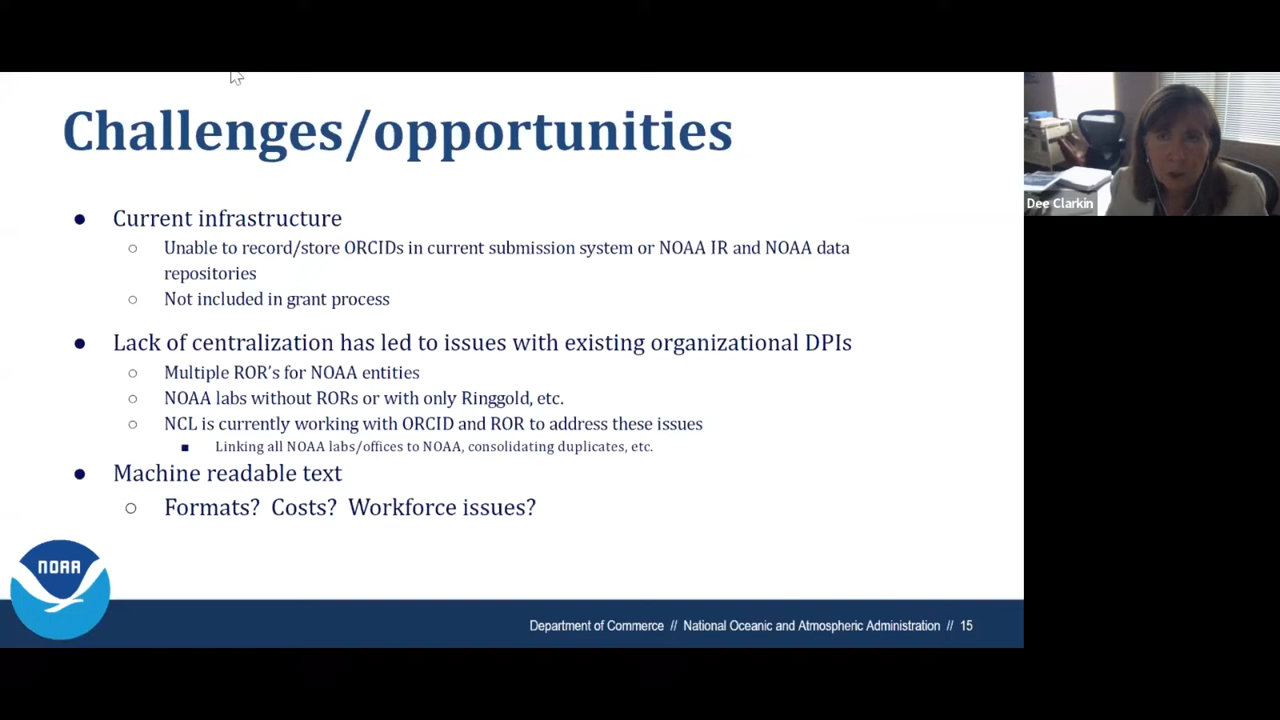 Challenges/opportunities
Dee Clarkin
● Current infrastructure
○ Unable to record/store ORCIDs in current submission system or NOAA IR and NOAA data
repositories
○ Not included in grant process
● Lack of centralization has led to issues with existing organizational DPIs
○ Multiple ROR's for NOAA entities
○ NOAA labs without RORs or with only Ringgold, etc.
○ NCL is currently working with ORCID and ROR to address these issues
■ Linking all NOAA labs/offices to NOAA, consolidating duplicates, etc.
● Machine readable text
○ Formats? Costs? Workforce issues?
NOAA
Department of Commerce // National Oceanic and Atmospheric Administration // 15